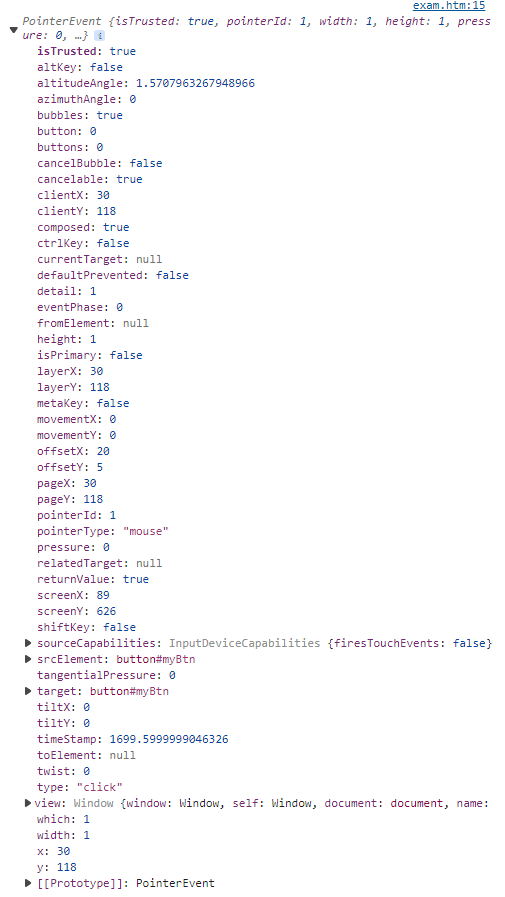 exam.htm:15
PointerEvent {isTrusted: true, pointerId: 1, width: 1, height: 1, press
ure: 0, …} i
isTrusted: true
altKey: false
altitudeAngle: 1.5707963267948966
azimuthAngle: 0
bubbles: true
button: 0
buttons: 0
cancelBubble: false
cancelable: true
clientX: 30
clientY: 118
composed: true
ctrlKey: false
currentTarget: null
defaultPrevented: false
detail: 1
eventPhase: 0
fromElement: null
height: 1
isPrimary: false
layerX: 30
layerY: 118
metaKey: false
movementX: 0
movementY: 0
offsetX: 20
offsetY: 5
pageX: 30
pageY: 118
pointerId: 1
pointerType: "mouse"
pressure: 0
relatedTarget: null
returnValue: true
screenX: 89
screenY: 626
shiftKey: false
sourceCapabilities: InputDeviceCapabilities {firesTouchEvents: false}
srcElement: button#myBtn
tangentialPressure: 0
target: button#myBtn
tiltX: 0
tiltY: 0
timeStamp: 1699.5999999046326
toElement: null
twist: 0
type: "click"
view: Window {window: Window, self: Window, document: document, name:
which: 1
width: 1
x: 30
y: 118
[[Prototype]]: PointerEvent